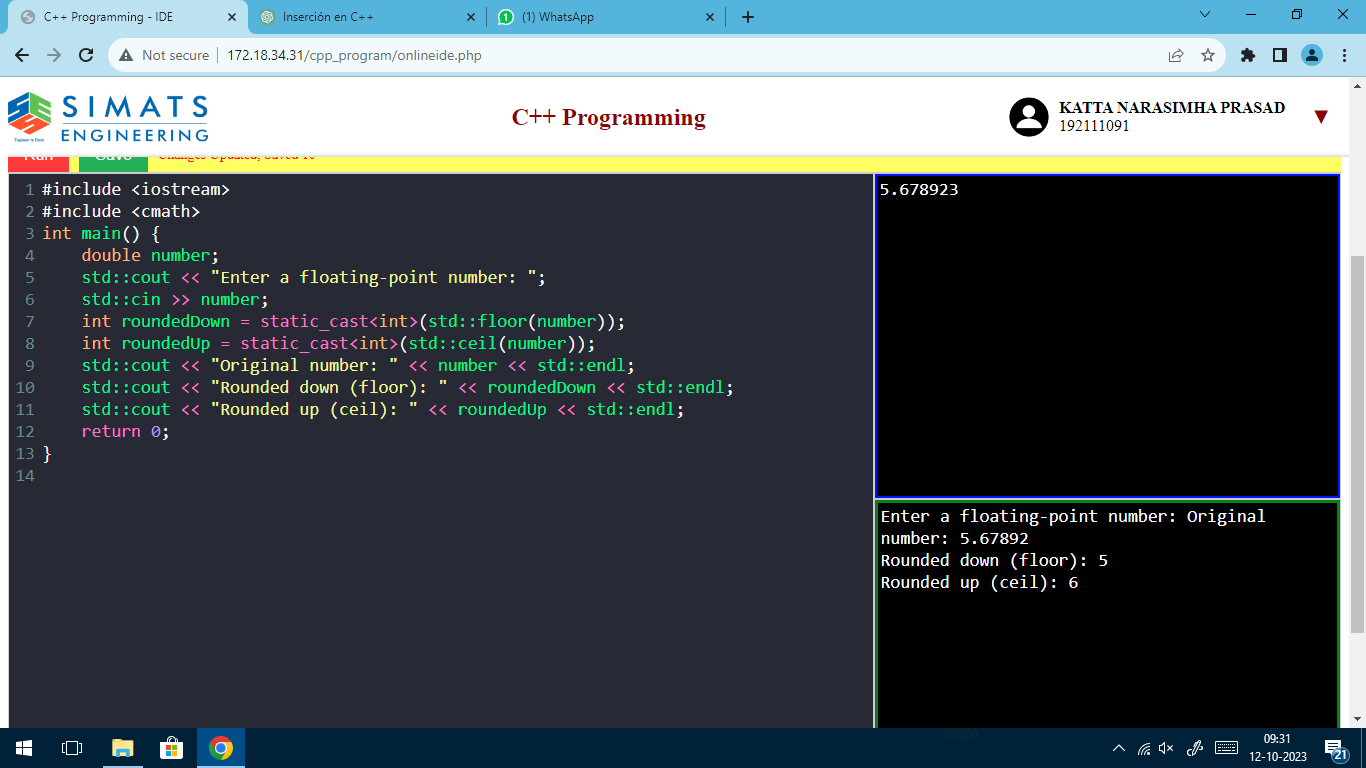 C++ Programming - IDE
Inserción en C++
(1) WhatsApp
Not secure
172.18.34.31/cpp_program/onlineide.php
SIMATS
ENGINEERING
Engineer to Excel
C++ Programming
KATTA NARASIMHA PRASAD
192111091
Run
Save
Changes Updated, Saved 10
1 #include <iostream>
2 #include <cmath>
3 int main() {
4 double number;
5 std::cout << "Enter a floating-point number: ";
6 std::cin >> number;
7 int roundedDown = static_cast<int>(std::floor(number));
8 int roundedUp = static_cast<int>(std::ceil(number));
9 std::cout << "Original number: " << number << std::endl;
10 std::cout << "Rounded down (floor): " << roundedDown << std::endl;
11 std::cout << "Rounded up (ceil): " << roundedUp << std::endl;
12 return 0;
13 }
14
5.678923
Enter a floating-point number: Original
number: 5.67892
Rounded down (floor): 5
Rounded up (ceil): 6
09:31
12-10-2023
21